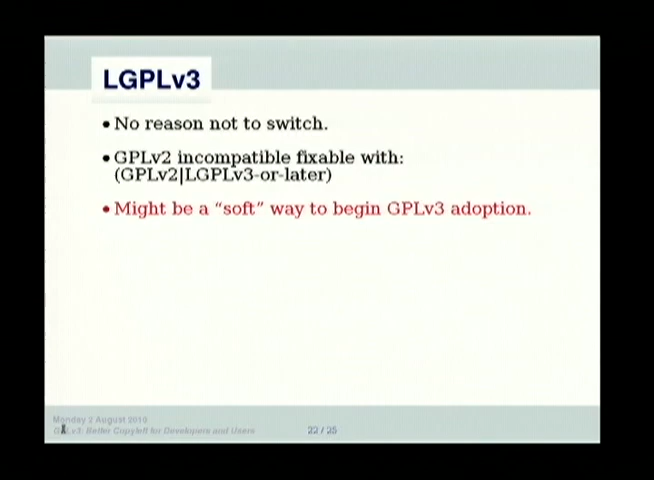 LGPLv3
• No reason not to switch.
• GPLv2 incompatible fixable with:
(GPLv2|LGPLv3-or-later)
• Might be a “soft” way to begin GPLv3 adoption.
Monday 2 August 2010
GPLv3: Better Copyleft for Developers and Users
22 / 25